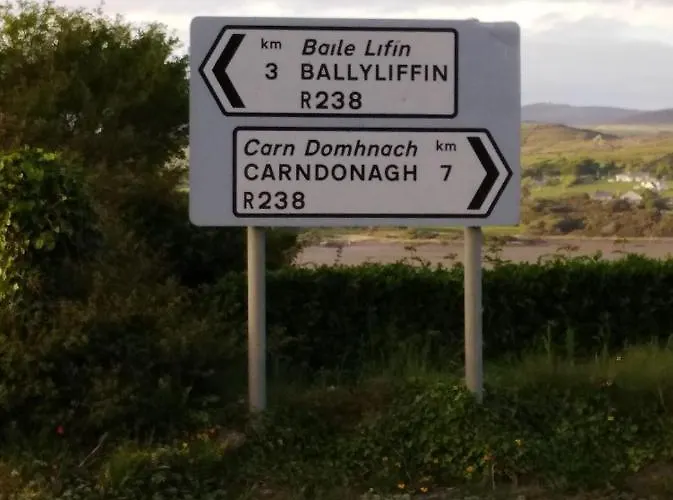 km Baile Lifín
3 BALLYLIFFIN
R238
Carn Domhnach km
CARNDONAGH 7
R238